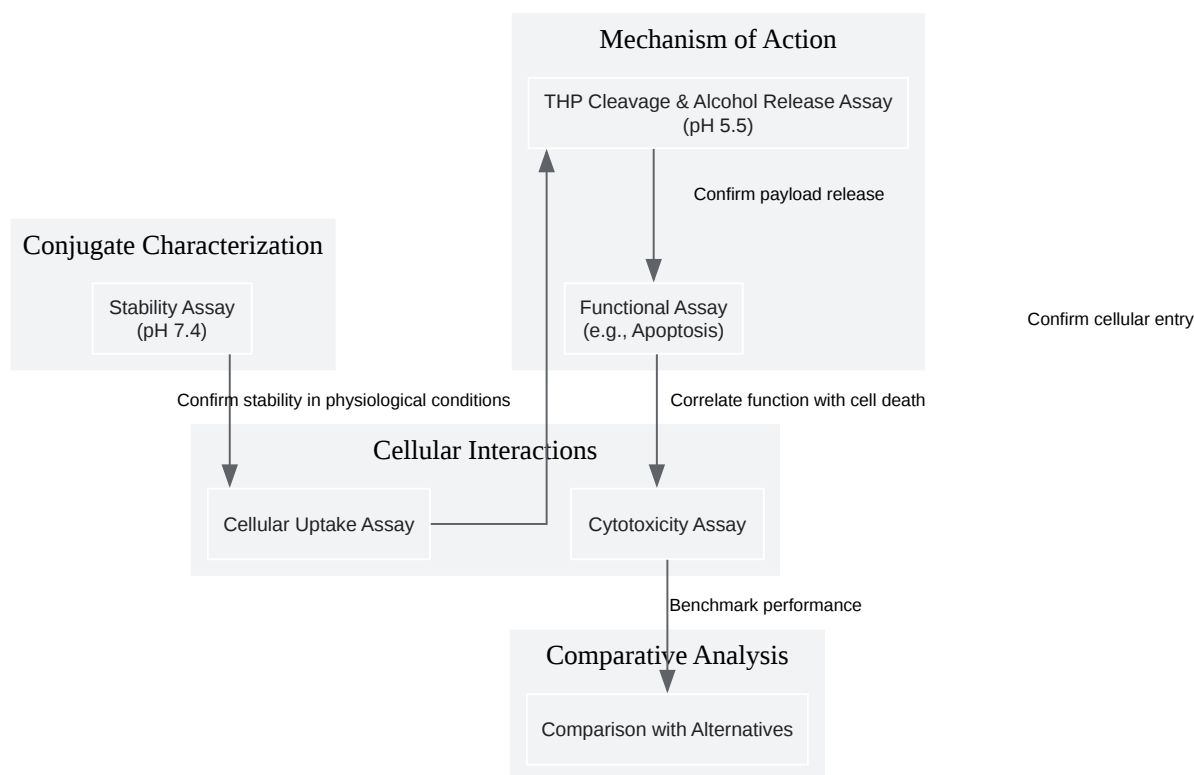 Mechanism of Action
THP Cleavage & Alcohol Release Assay
(pH 5.5)
Confirm payload release
Conjugate Characterization
Stability Assay
(pH 7.4)
Functional Assay
(e.g., Apoptosis)
Confirm cellular entry
Confirm stability in physiological conditions
Correlate function with cell death
Cellular Interactions
Cellular Uptake Assay
Cytotoxicity Assay
Benchmark performance
Comparative Analysis
Comparison with Alternatives